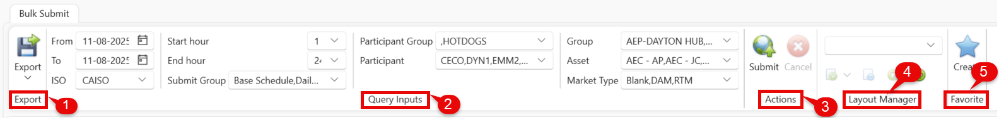 Bulk Submit
Export
From 11-08-2025
To 11-08-2025
ISO CAISO
Start hour 1
End hour
Submit Group Base Schedule,Dail...
Participant Group ,HOTDOGS
Participant CECO,DYN1,EMM2,...
Group AEP-DAYTON HUB,...
Asset AEC - AP,AEC - JC,...
Market Type Blank,DAM,RTM
Submit
Cancel
Export
1
Query Inputs
2
Actions
3
Layout Manager
4
Favorite
5